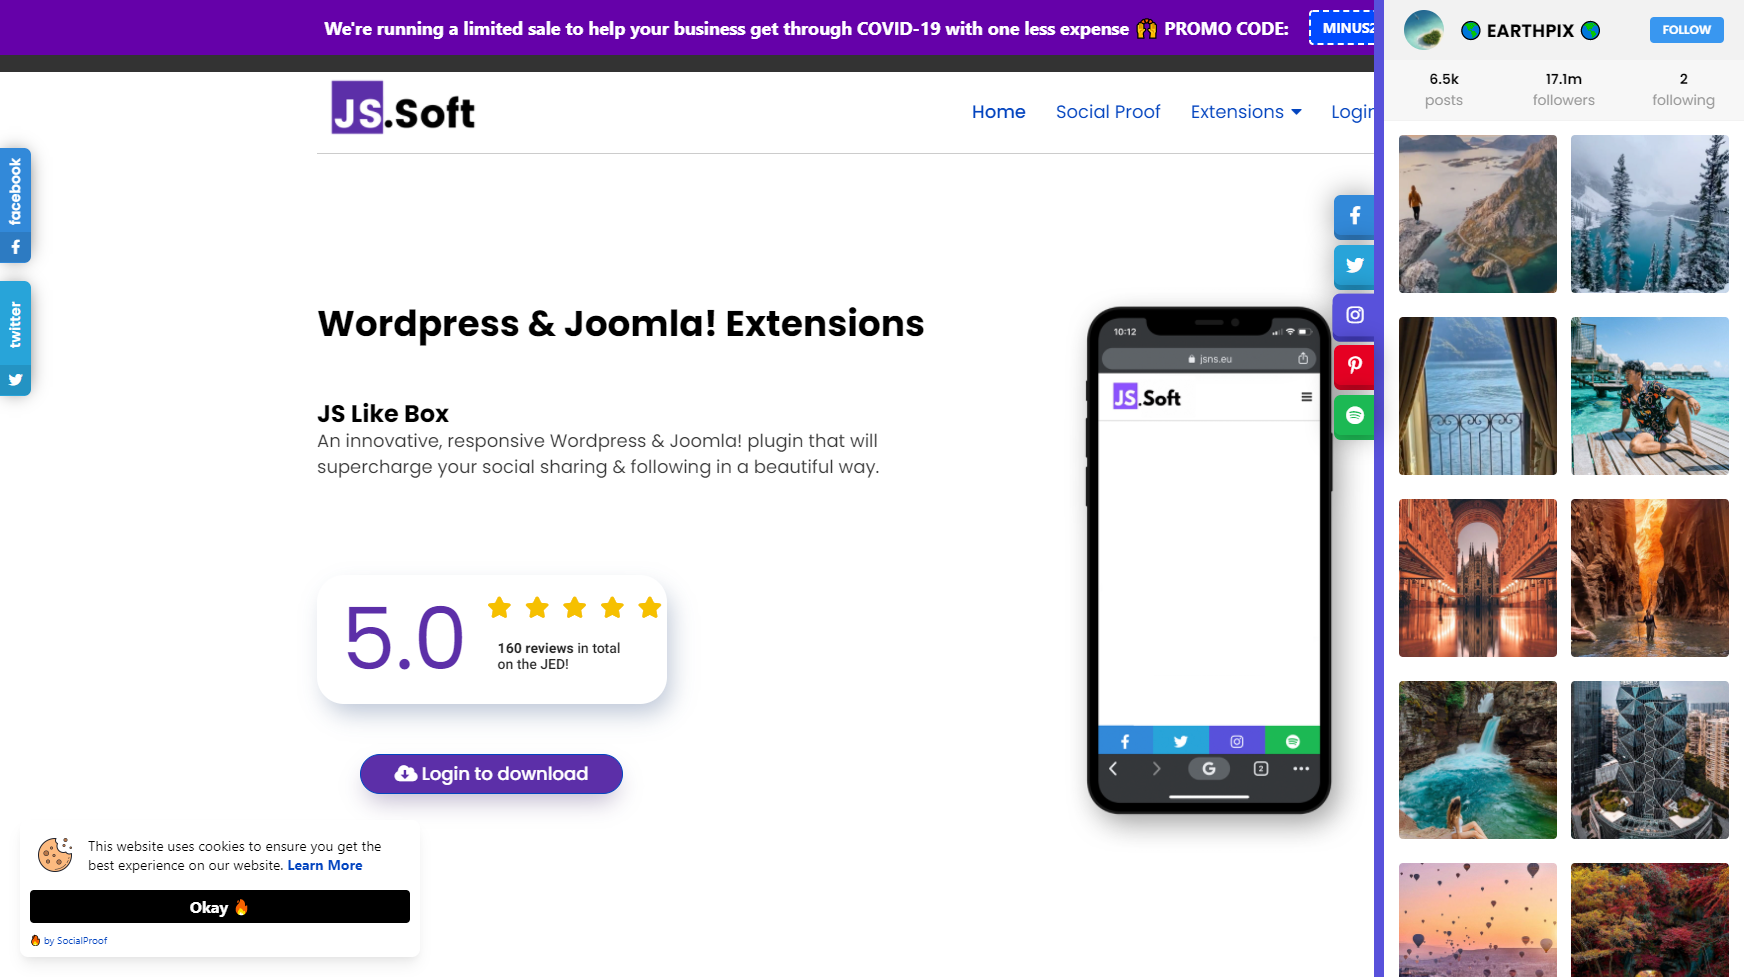 We're running a limited sale to help your business get through COVID-19 with one less expense 🙌 PROMO CODE:
JS.Soft
Home
Social Proof
Extensions
facebook
twitter
Wordpress & Joomla! Extensions
JS Like Box
An innovative, responsive Wordpress & Joomla! plugin that will
supercharge your social sharing & following in a beautiful way.
5.0
160 reviews in total
on the JED!
Login to download
This website uses cookies to ensure you get the
best experience on our website. Learn More
Okay 🔥
🔥 by SocialProof
10:12
jsns.eu
JS.Soft
G
2
🌎 EARTHPIX 🌎
FOLLOW
6.5k
posts
17.1m
followers
2
following